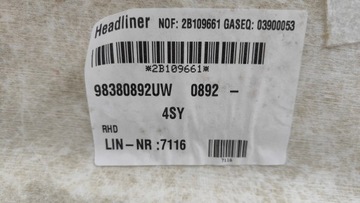 Headliner NOF: 2B109661 GASEQ: 03900053
*2B109661*
98380892UW 0892 -
4SY
RHD
LIN-NR :7116
7116